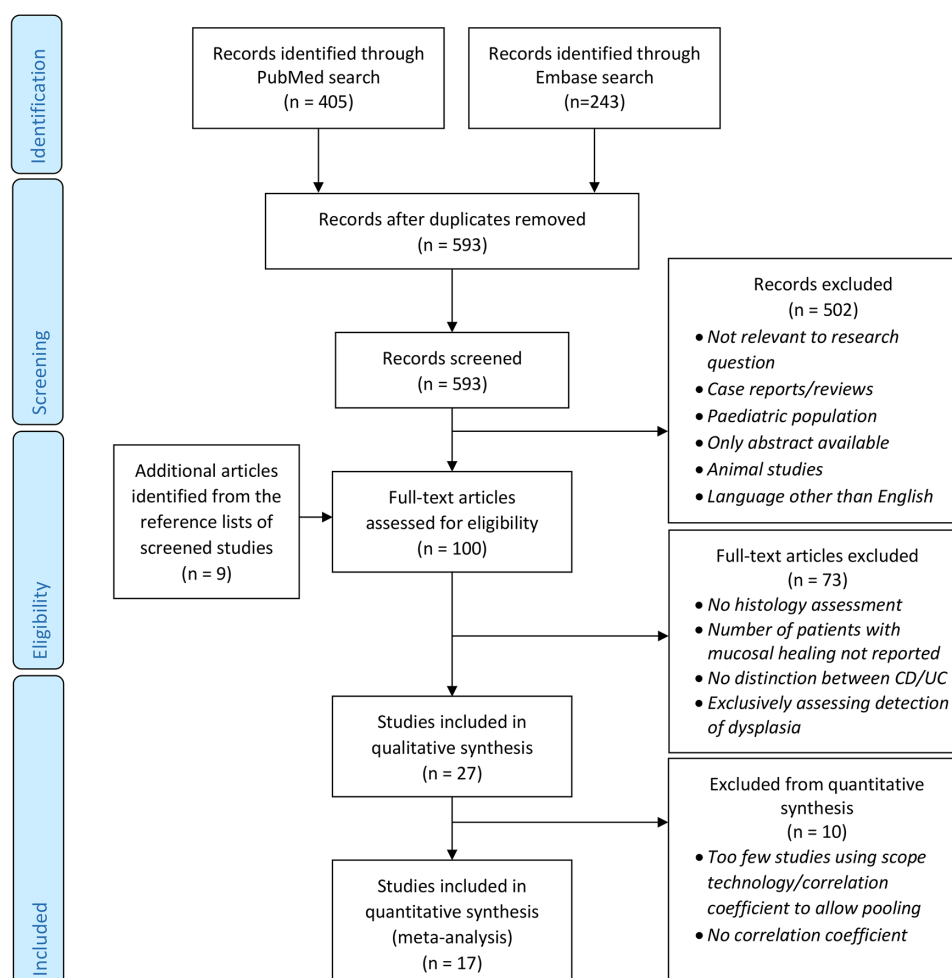 Identification
Records identified through
PubMed search
(n = 405)
Records identified through
Embase search
(n=243)
Screening
Records after duplicates removed
(n = 593)
Records screened
(n = 593)
Records excluded
(n = 502)
• Not relevant to research
question
• Case reports/reviews
• Paediatric population
• Only abstract available
• Animal studies
• Language other than English
Eligibility
Additional articles
identified from the
reference lists of
screened studies
(n = 9)
Full-text articles
assessed for eligibility
(n = 100)
Full-text articles excluded
(n = 73)
• No histology assessment
• Number of patients with
mucosal healing not reported
• No distinction between CD/UC
• Exclusively assessing detection
of dysplasia
Included
Studies included in
qualitative synthesis
(n = 27)
Excluded from quantitative
synthesis
(n = 10)
• Too few studies using scope
technology/correlation
coefficient to allow pooling
• No correlation coefficient
Studies included in
quantitative synthesis
(meta-analysis)
(n = 17)